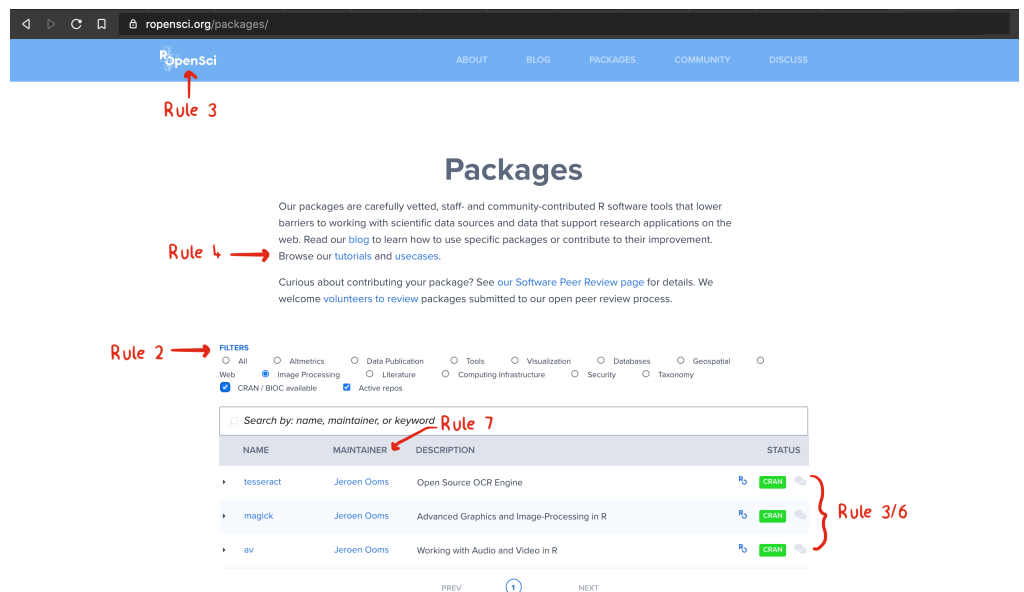 ropensci.org/packages/
ROpenSci ABOUT BLOG PACKAGES COMMUNITY DISCUSS
Rule 3
Packages
Our packages are carefully vetted, staff- and community-contributed R software tools that lower
barriers to working with scientific data sources and data that support research applications on the
web. Read our blog to learn how to use specific packages or contribute to their improvement.
Rule 4
Browse our tutorials and usecases.
Curious about contributing your package? See our Software Peer Review page for details. We
welcome volunteers to review packages submitted to our open peer review process.
Rule 2
FILTERS
All Altmetrics Data Publication Tools Visualization Databases Geospatial
Web Image Processing Literature Computing Infrastructure Security Taxonomy
CRAN / BIOC available Active repos
Search by: name, maintainer, or keyword
Rule 7
NAME MAINTAINER DESCRIPTION STATUS
tesseract Jeroen Ooms Open Source OCR Engine CRAN
magick Jeroen Ooms Advanced Graphics and Image-Processing in R CRAN
Rule 3/6
av Jeroen Ooms Working with Audio and Video in R CRAN
PREV 1 NEXT